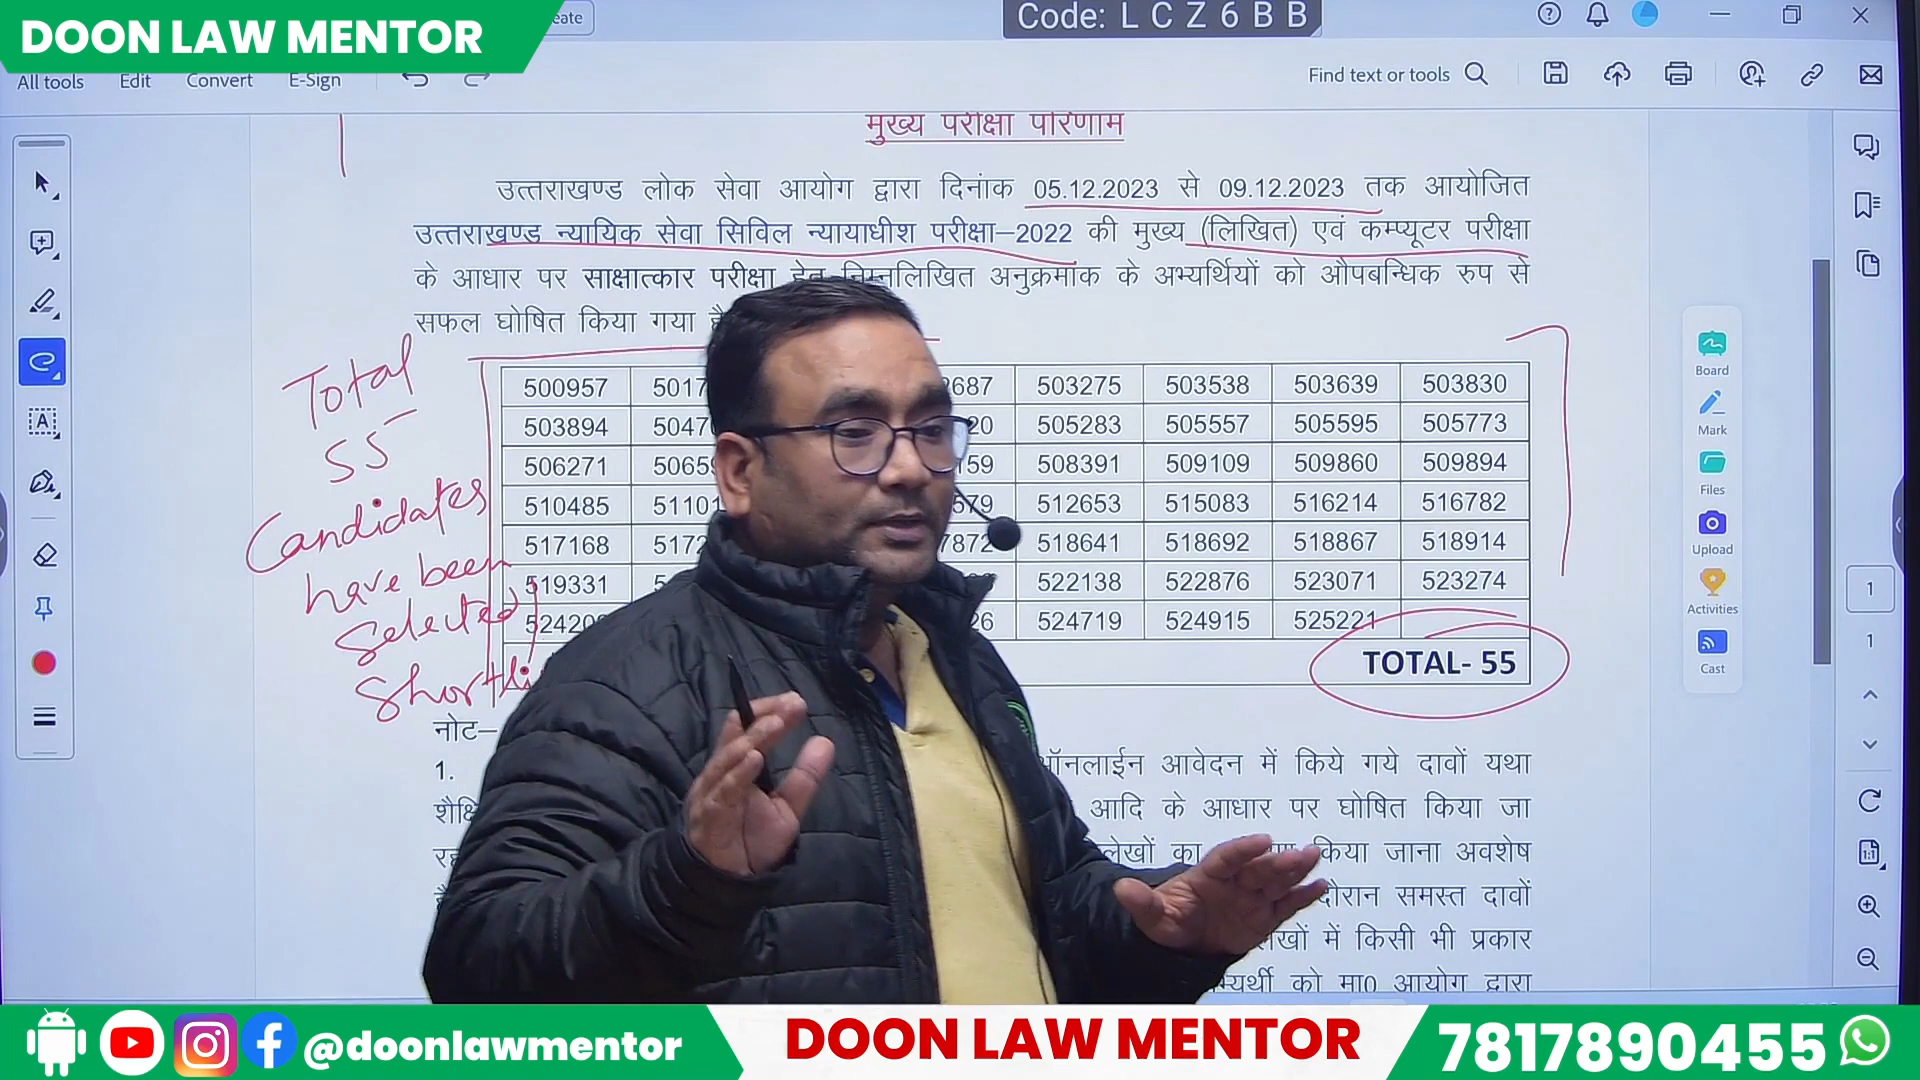 DOON LAW MENTOR
Code: L C Z 6 B B
All tools Edit Convert E-Sign
Find text or tools
मुख्य परीक्षा परिणाम
उत्तराखण्ड लोक सेवा आयोग द्वारा दिनांक 05.12.2023 से 09.12.2023 तक आयोजित
उत्तराखण्ड न्यायिक सेवा सिविल न्यायाधीश परीक्षा–2022 की मुख्य (लिखित) एवं कम्प्यूटर परीक्षा
के आधार पर साक्षात्कार परीक्षा हेतु निम्नलिखित अनुक्रमांक के अभ्यर्थियों को औपबन्धिक रुप से
सफल घोषित किया गया है
500957 503275 503538 503639 503830
503894 505283 505557 505595 505773
506271 508391 509109 509860 509894
510485 512653 515083 516214 516782
517168 518641 518692 518867 518914
519331 522138 522876 523071 523274
524719 524915 525221
TOTAL- 55
Total
55
Candidates
have been
selected
नोट–
1. ऑनलाईन आवेदन में किये गये दावों यथा
आदि के आधार पर घोषित किया जा
लेखों का किया जाना अवशेष
दौरान समस्त दावों
में किसी भी प्रकार
को मा0 आयोग द्वारा
Board
Mark
Files
Upload
Activities
Cast
1
1
@doonlawmentor
DOON LAW MENTOR
7817890455